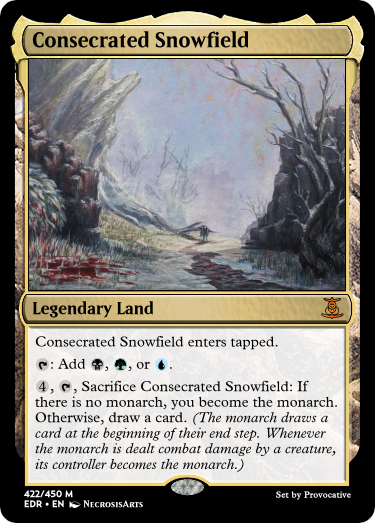 Consecrated Snowfield
Legendary Land
Consecrated Snowfield enters tapped.
: Add , , or .
4, , Sacrifice Consecrated Snowfield: If
there is no monarch, you become the monarch.
Otherwise, draw a card. (The monarch draws a
card at the beginning of their end step. Whenever
the monarch is dealt combat damage by a creature,
its controller becomes the monarch.)
422/450 M
EDR • EN NecrosisArts
Set by Provocative